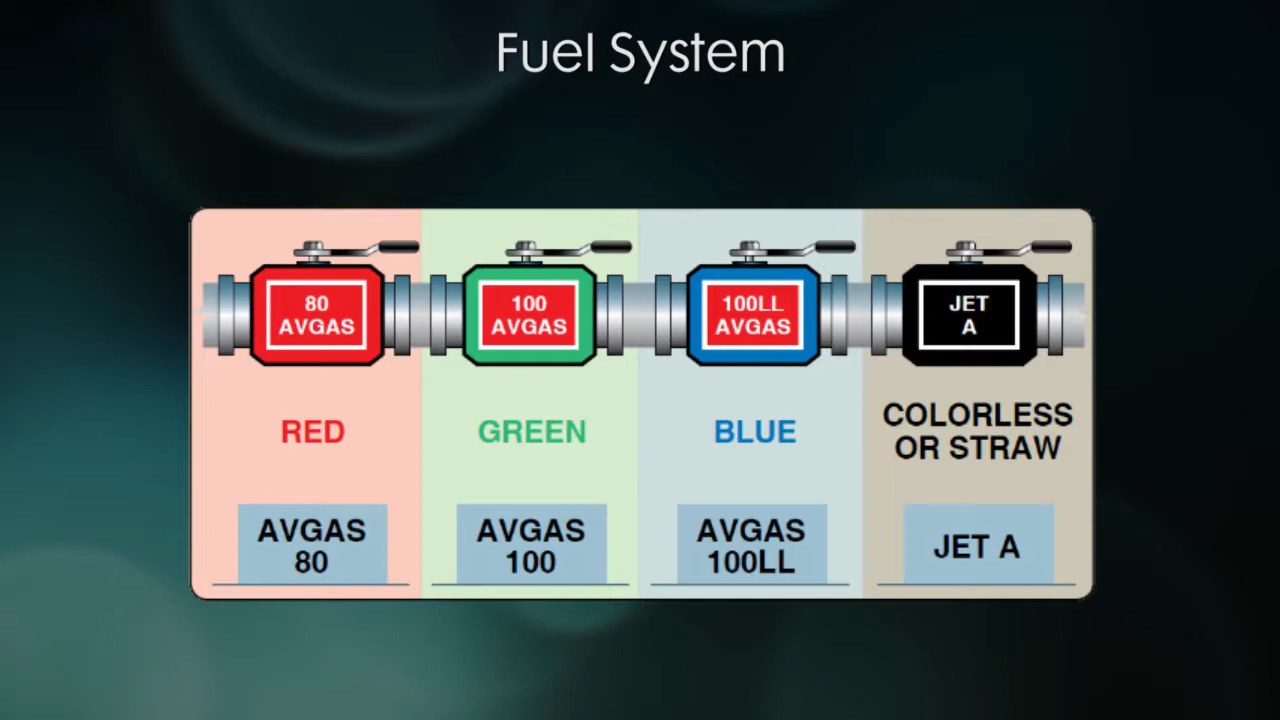 Fuel System
80
AVGAS
100
AVGAS
100LL
AVGAS
JET
A
RED
GREEN
BLUE
COLORLESS
OR STRAW
AVGAS
80
AVGAS
100
AVGAS
100LL
JET A